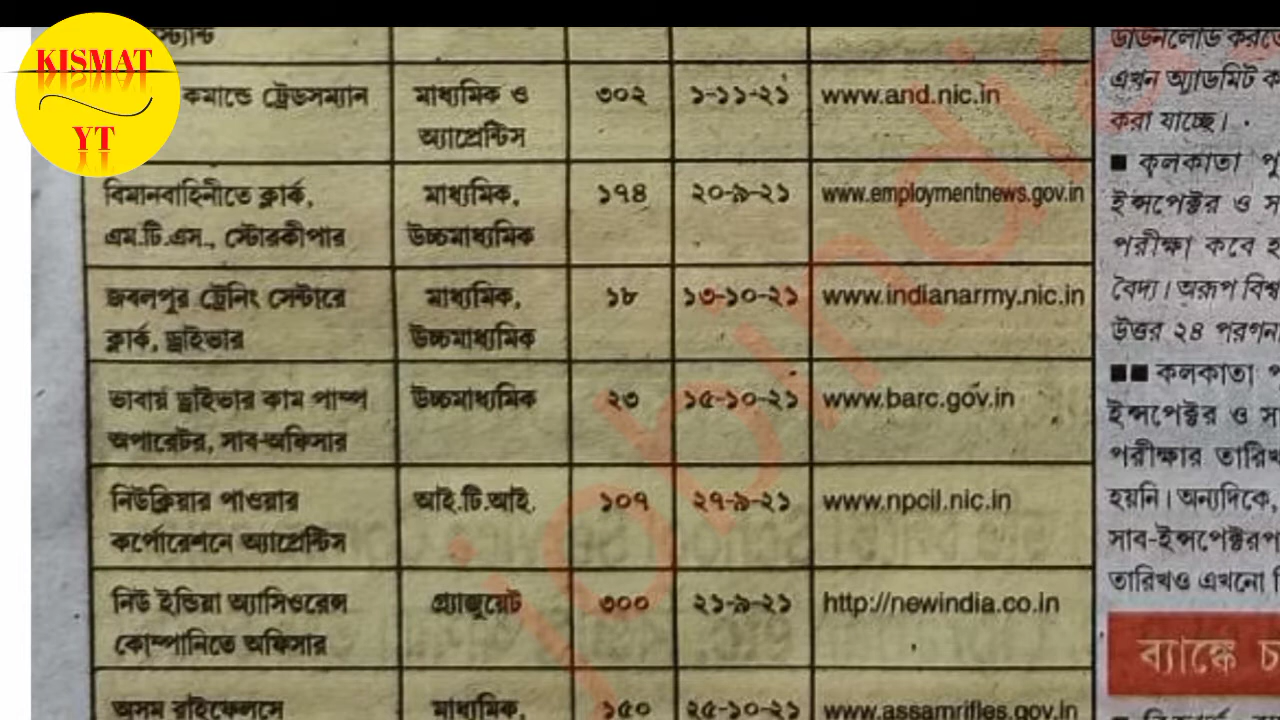 KISMAT
YT
কমান্ডে ট্রেডসম্যান
মাধ্যমিক ও
অ্যাপ্রেন্টিস
৩০২
১-১১-২১
www.and.nic.in
বিমানবাহিনীতে ক্লার্ক,
এম.টি.এস., স্টোরকীপার
মাধ্যমিক,
উচ্চমাধ্যমিক
১৭৪
২০-৯-২১
www.employmentnews.gov.in
জবলপুর ট্রেনিং সেন্টারে
ক্লার্ক, ড্রাইভার
মাধ্যমিক,
উচ্চমাধ্যমিক
১৮
১৩-১০-২১
www.indianarmy.nic.in
ভাবায় ড্রাইভার কাম পাম্প
অপারেটর, সাব-অফিসার
উচ্চমাধ্যমিক
২৩
১৫-১০-২১
www.barc.gov.in
নিউক্লিয়ার পাওয়ার
কর্পোরেশনে অ্যাপ্রেন্টিস
আই.টি.আই.
১০৭
২৭-৯-২১
www.npcil.nic.in
নিউ ইন্ডিয়া অ্যাসিওরেন্স
কোম্পানিতে অফিসার
গ্র্যাজুয়েট
৩০০
২১-৯-২১
http://newindia.co.in
অসম রাইফেলসে
মাধ্যমিক,
১৫০
২৫-১০-২১
www.assamrifles.gov.in
ডাউনলোড করতে
এখন অ্যাডমিট ক
করা যাচ্ছে।
■ কলকাতা পু
ইন্সপেক্টর ও স
পরীক্ষা কবে হ
বৈদ্য। অরূপ বিশ্ব
উত্তর ২৪ পরগনা
■■ কলকাতা প
ইন্সপেক্টর ও স
পরীক্ষার তারিখ
হয়নি। অন্যদিকে,
সাব-ইন্সপেক্টরপ
তারিখও এখনো
ব্যাঙ্কে চ
jobindia